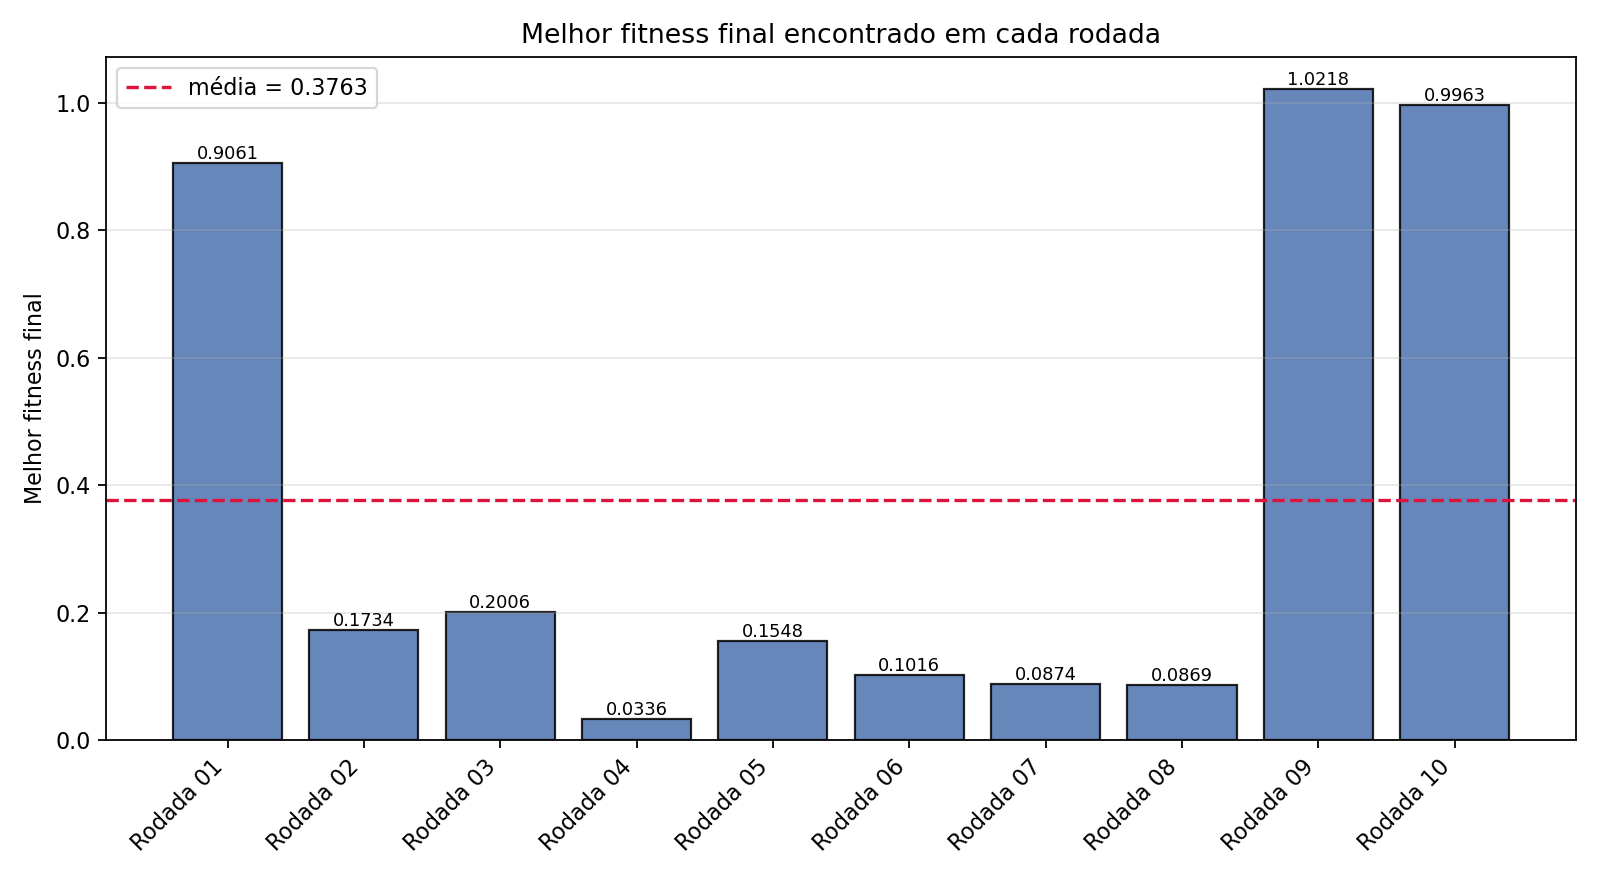 Melhor fitness final encontrado em cada rodada
média = 0.3763
Melhor fitness final
1.0
0.8
0.6
0.4
0.2
0.0
0.9061
0.1734
0.2006
0.0336
0.1548
0.1016
0.0874
0.0869
1.0218
0.9963
Rodada 01
Rodada 02
Rodada 03
Rodada 04
Rodada 05
Rodada 06
Rodada 07
Rodada 08
Rodada 09
Rodada 10